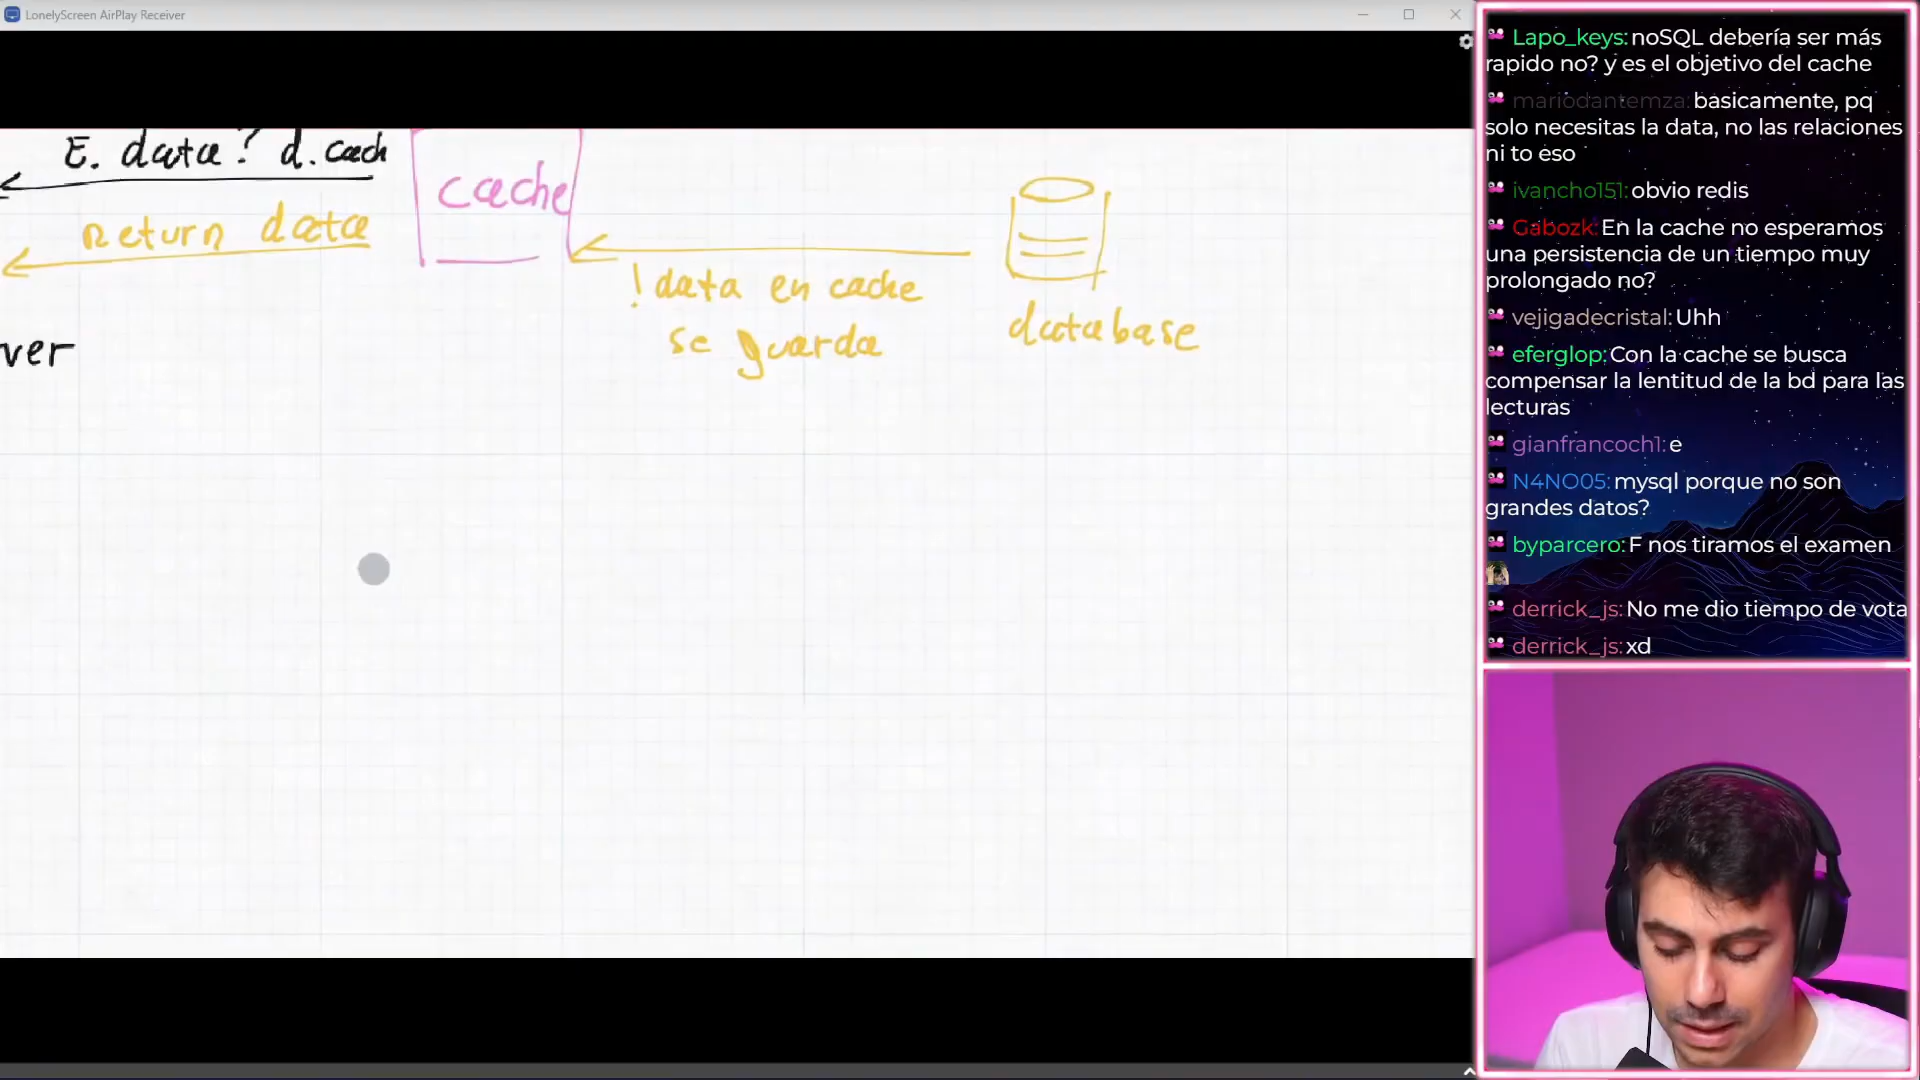 LonelyScreen AirPlay Receiver
E. data? d. cach
return data
cache
! data en cache
se guarda
database
ver
Lapo_keys: noSQL debería ser más
rapido no? y es el objetivo del cache
mariodantemza: basicamente, pq
solo necesitas la data, no las relaciones
ni to eso
ivancho151: obvio redis
Gabozk: En la cache no esperamos
una persistencia de un tiempo muy
prolongado no?
vejigadecristal: Uhh
eferglop: Con la cache se busca
compensar la lentitud de la bd para las
lecturas
gianfrancoch1: e
N4NO05: mysql porque no son
grandes datos?
byparcero: F nos tiramos el examen
derrick_js: No me dio tiempo de vota
derrick_js: xd